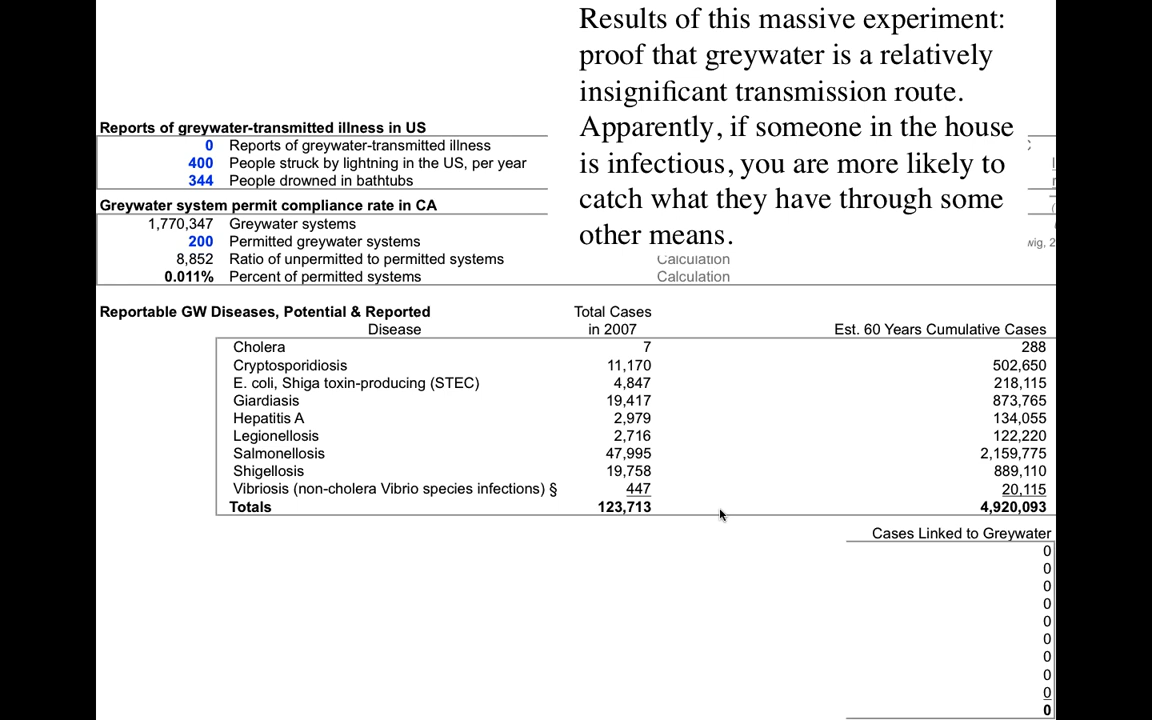 Results of this massive experiment:
proof that greywater is a relatively
insignificant transmission route.
Apparently, if someone in the house
is infectious, you are more likely to
catch what they have through some
other means.
Reports of greywater-transmitted illness in US
0 Reports of greywater-transmitted illness
400 People struck by lightning in the US, per year
344 People drowned in bathtubs
Greywater system permit compliance rate in CA
1,770,347 Greywater systems
200 Permitted greywater systems
8,852 Ratio of unpermitted to permitted systems Calculation
0.011% Percent of permitted systems Calculation
wig, 2
Reportable GW Diseases, Potential & Reported Total Cases
Disease in 2007 Est. 60 Years Cumulative Cases
Cholera 7 288
Cryptosporidiosis 11,170 502,650
E. coli, Shiga toxin-producing (STEC) 4,847 218,115
Giardiasis 19,417 873,765
Hepatitis A 2,979 134,055
Legionellosis 2,716 122,220
Salmonellosis 47,995 2,159,775
Shigellosis 19,758 889,110
Vibriosis (non-cholera Vibrio species infections) § 447 20,115
Totals 123,713 4,920,093
Cases Linked to Greywater
0
0
0
0
0
0
0
0
0
0